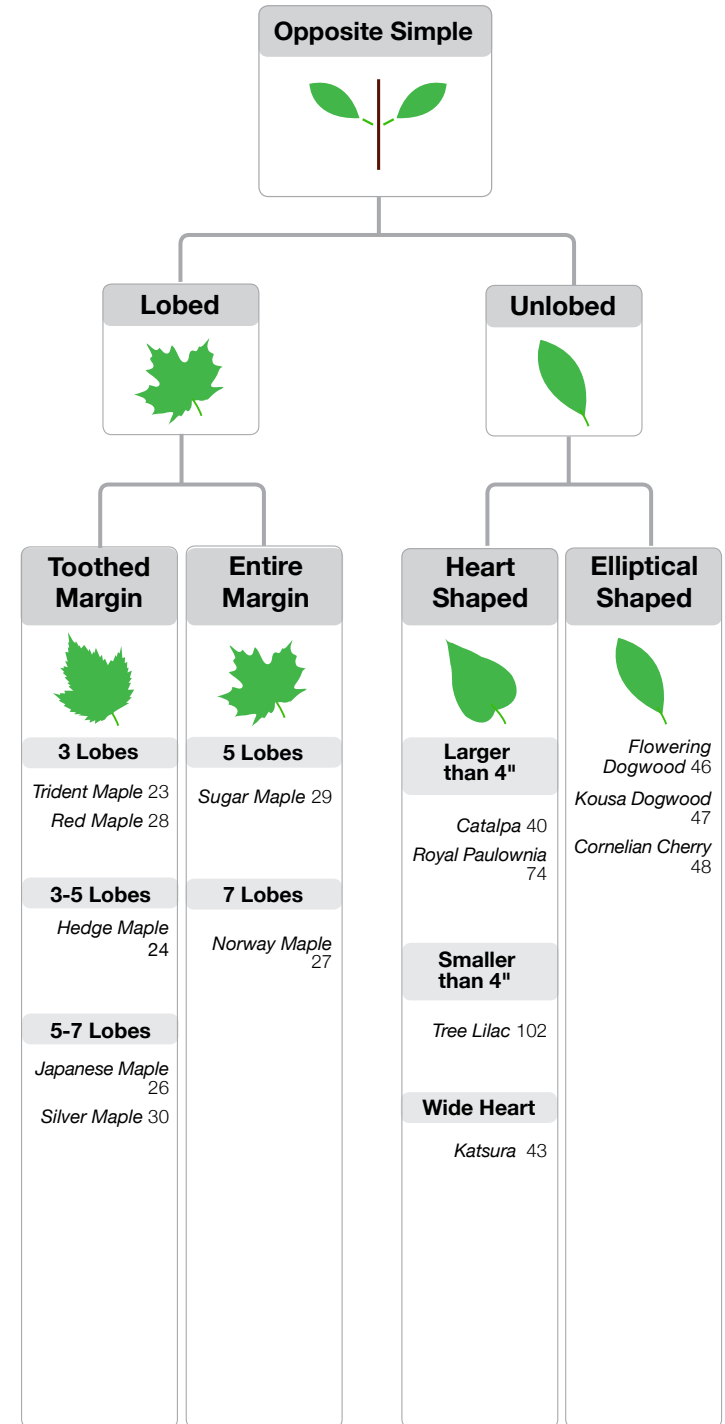 Opposite Simple
Lobed
Unlobed
Toothed
Margin
3 Lobes
Trident Maple 23
Red Maple 28
3-5 Lobes
Hedge Maple
24
5-7 Lobes
Japanese Maple
26
Silver Maple 30
Entire
Margin
5 Lobes
Sugar Maple 29
7 Lobes
Norway Maple
27
Heart
Shaped
Larger
than 4"
Catalpa 40
Royal Paulownia
74
Smaller
than 4"
Tree Lilac 102
Wide Heart
Katsura 43
Elliptical
Shaped
Flowering
Dogwood 46
Kousa Dogwood
47
Cornelian Cherry
48